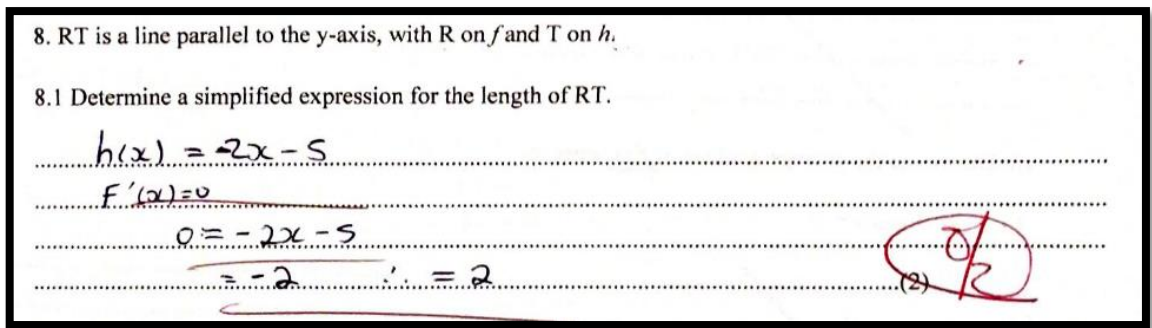 8. RT is a line parallel to the y-axis, with R on f and T on h.
8.1 Determine a simplified expression for the length of RT.
h(x) = -2x - 5
F'(x)=0
0 = - 2x - 5
= -2 ∴ = 2
(2)
0/2